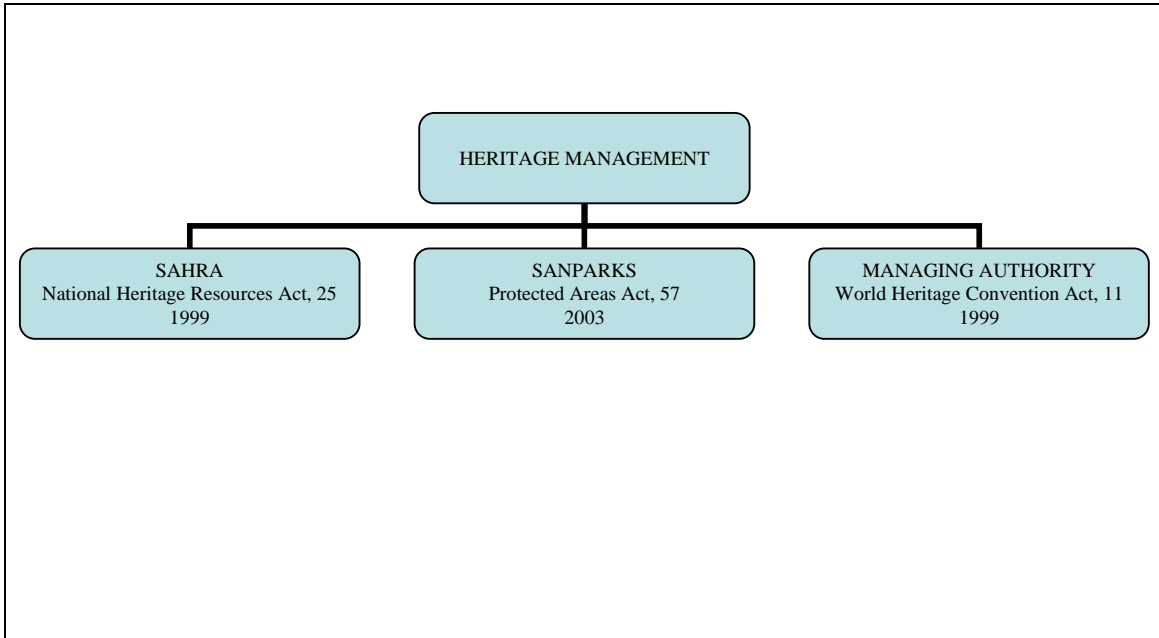 HERITAGE MANAGEMENT
SAHRA
National Heritage Resources Act, 25
1999
SANPARKS
Protected Areas Act, 57
2003
MANAGING AUTHORITY
World Heritage Convention Act, 11
1999